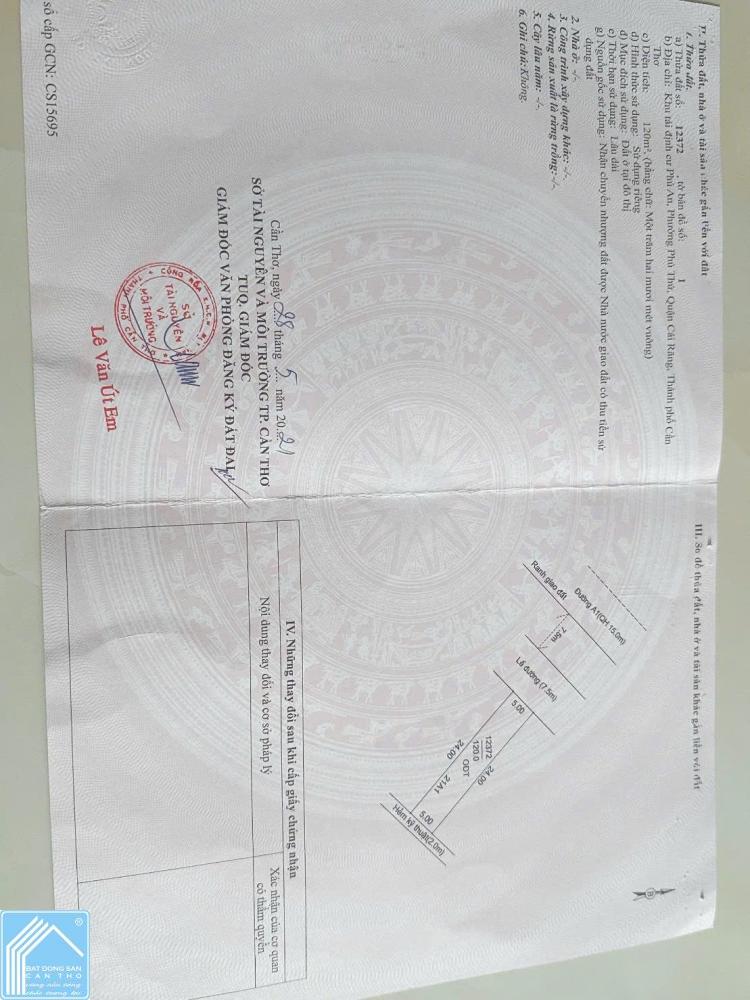 II. Thửa đất, nhà ở và tài sản khác gắn liền với đất
1. Thửa đất:
a) Thửa đất số: 12372 , tờ bản đồ số: 1
b) Địa chỉ: Khu tái định cư Phú An, Phường Phú Thứ, Quận Cái Răng, Thành phố Cần
Thơ
c) Diện tích: 120m², (bằng chữ: Một trăm hai mươi mét vuông)
d) Hình thức sử dụng: Sử dụng riêng
đ) Mục đích sử dụng: Đất ở tại đô thị
e) Thời hạn sử dụng: Lâu dài
g) Nguồn gốc sử dụng: Nhận chuyển nhượng đất được Nhà nước giao đất có thu tiền sử
dụng đất
2. Nhà ở: -/-
3. Công trình xây dựng khác: -/-.
4. Rừng sản xuất là rừng trồng: -/-.
5. Cây lâu năm: -/-.
6. Ghi chú: Không.
Cần Thơ, ngày 28 tháng 5 năm 2021
SỞ TÀI NGUYÊN VÀ MÔI TRƯỜNG TP. CẦN THƠ
TUQ. GIÁM ĐỐC
GIÁM ĐỐC VĂN PHÒNG ĐĂNG KÝ ĐẤT ĐAI
SỞ
TÀI NGUYÊN
VÀ
MÔI TRƯỜNG
Lê Văn Út Em
số cấp GCN: CS15695
III. Sơ đồ thửa đất, nhà ở và tài sản khác gắn liền với đất
B
Đường A1(QH 15.0m)
Ranh giao đất
7.5m
Lề đường (7.5m)
5.00
12372
120.0
ODT
24.00
24.00
21A1
5.00
Hẻm kỹ thuật(2.0m)
IV. Những thay đổi sau khi cấp giấy chứng nhận
Nội dung thay đổi và cơ sở pháp lý
Xác nhận của cơ quan
có thẩm quyền
BAT DONG SAN
CAN THO